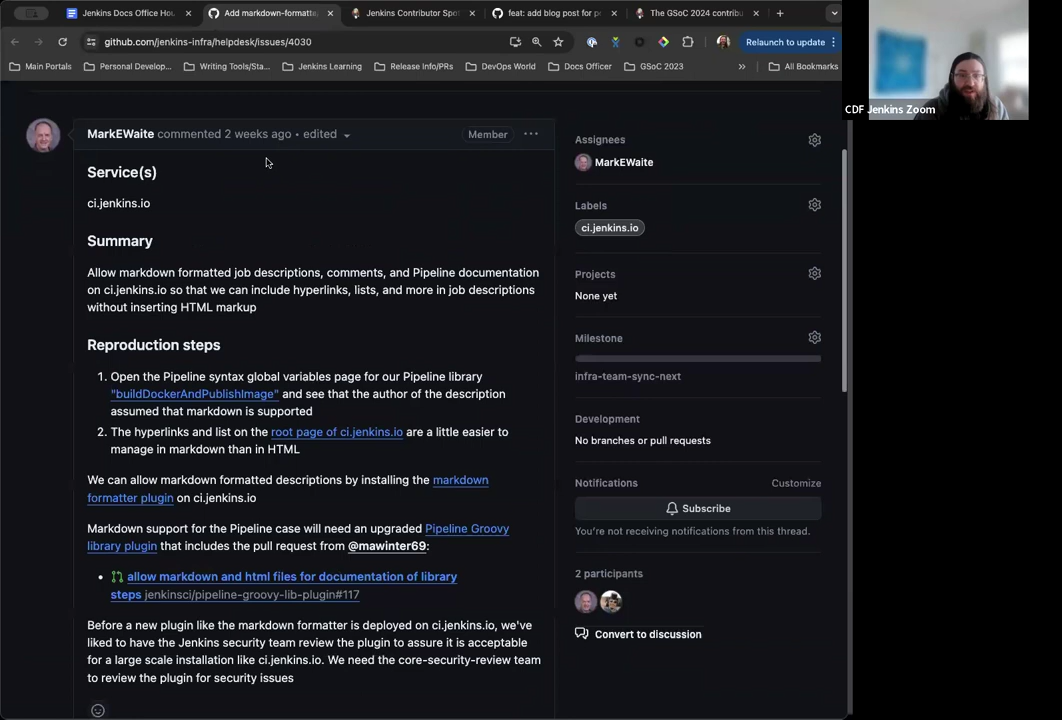 Jenkins Docs Office Hou
Add markdown-formatte
Jenkins Contributor Spo
feat: add blog post for p
The GSoC 2024 contribu
github.com/jenkins-infra/helpdesk/issues/4030
Relaunch to update
Main Portals
Personal Develop...
Writing Tools/Sta...
Jenkins Learning
Release Info/PRs
DevOps World
Docs Officer
GSoC 2023
»
All Bookmarks
CDF Jenkins Zoom
MarkEWaite commented 2 weeks ago • edited
Member
Service(s)
ci.jenkins.io
Summary
Allow markdown formatted job descriptions, comments, and Pipeline documentation
on ci.jenkins.io so that we can include hyperlinks, lists, and more in job descriptions
without inserting HTML markup
Reproduction steps
1. Open the Pipeline syntax global variables page for our Pipeline library
"buildDockerAndPublishImage" and see that the author of the description
assumed that markdown is supported
2. The hyperlinks and list on the root page of ci.jenkins.io are a little easier to
manage in markdown than in HTML
We can allow markdown formatted descriptions by installing the markdown
formatter plugin on ci.jenkins.io
Markdown support for the Pipeline case will need an upgraded Pipeline Groovy
library plugin that includes the pull request from @mawinter69:
• allow markdown and html files for documentation of library
steps jenkinsci/pipeline-groovy-lib-plugin#117
Before a new plugin like the markdown formatter is deployed on ci.jenkins.io, we've
liked to have the Jenkins security team review the plugin to assure it is acceptable
for a large scale installation like ci.jenkins.io. We need the core-security-review team
to review the plugin for security issues
Assignees
MarkEWaite
Labels
ci.jenkins.io
Projects
None yet
Milestone
infra-team-sync-next
Development
No branches or pull requests
Notifications
Customize
Subscribe
You're not receiving notifications from this thread.
2 participants
Convert to discussion